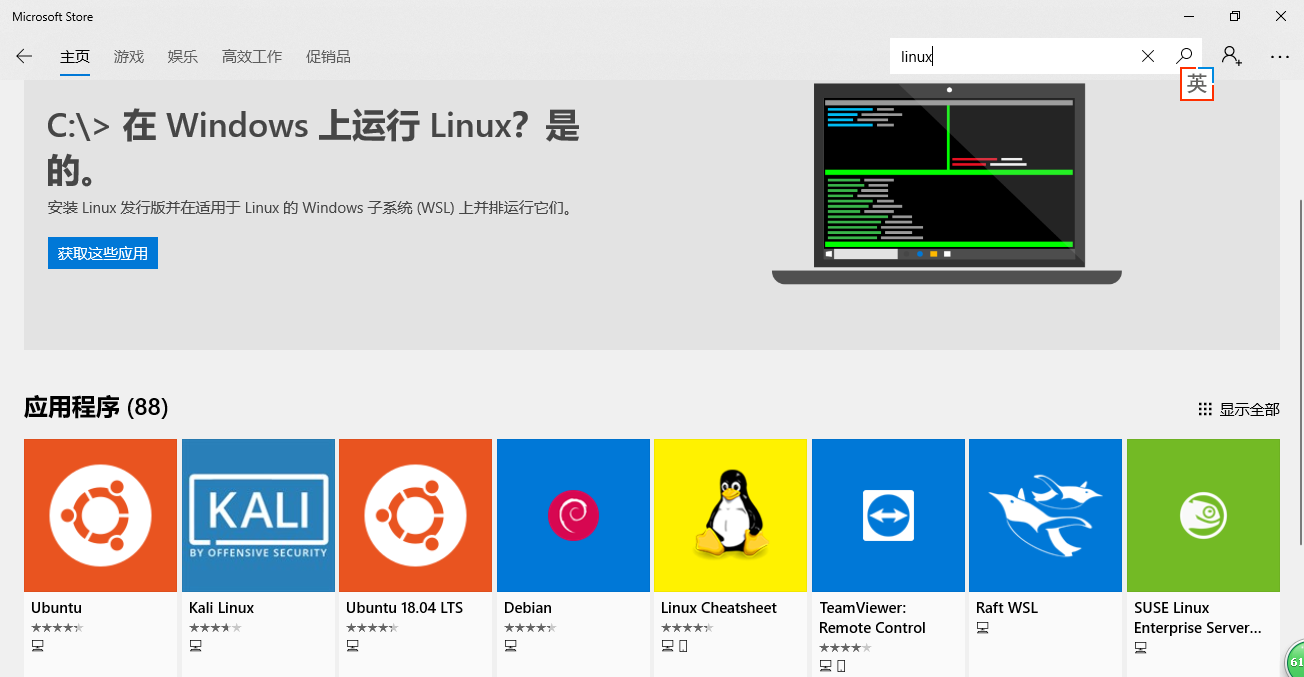 Microsoft Store
主页 游戏 娱乐 高效工作 促销品
linux
英
C:\> 在 Windows 上运行 Linux？是
的。
安装 Linux 发行版并在适用于 Linux 的 Windows 子系统 (WSL) 上并排运行它们。
获取这些应用
应用程序 (88)
显示全部
KALI
BY OFFENSIVE SECURITY
Ubuntu
Kali Linux
Ubuntu 18.04 LTS
Debian
Linux Cheatsheet
TeamViewer:
Remote Control
Raft WSL
SUSE Linux
Enterprise Server...
61